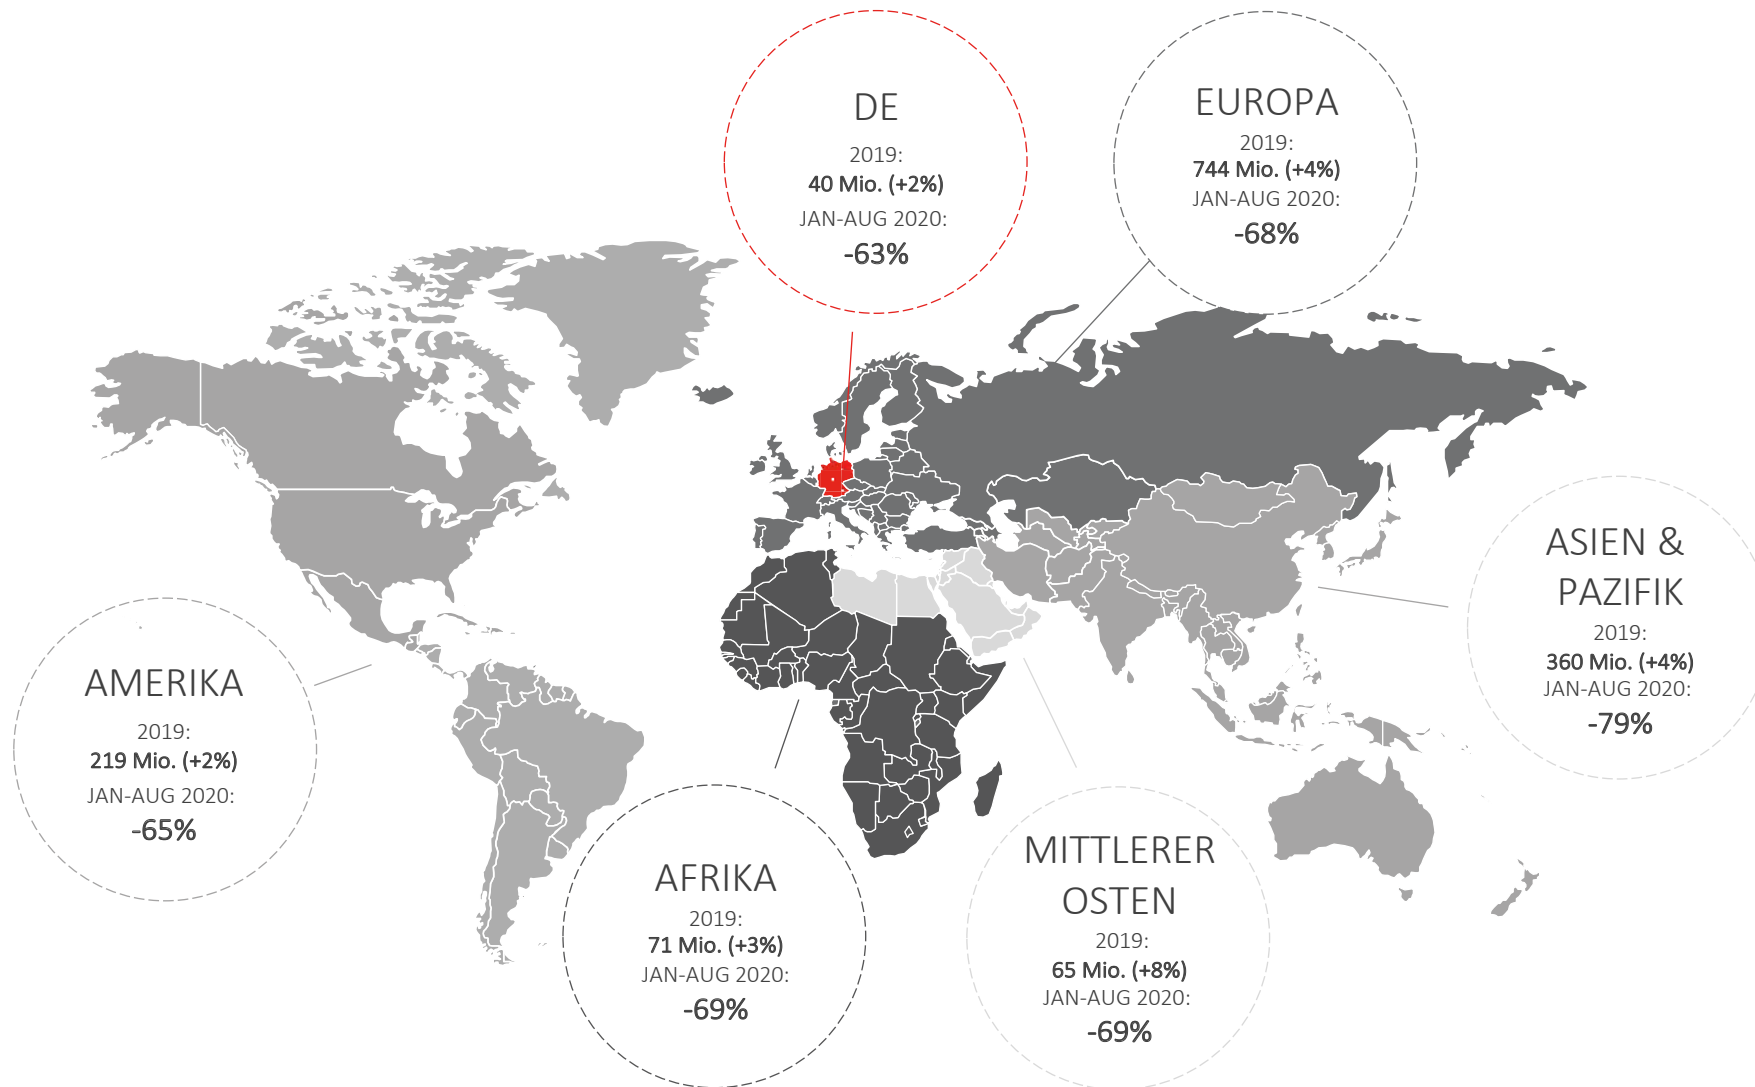 DE
2019:
40 Mio. (+2%)
JAN-AUG 2020:
-63%
EUROPA
2019:
744 Mio. (+4%)
JAN-AUG 2020:
-68%
ASIEN &
PAZIFIK
2019:
360 Mio. (+4%)
JAN-AUG 2020:
-79%
AMERIKA
2019:
219 Mio. (+2%)
JAN-AUG 2020:
-65%
AFRIKA
2019:
71 Mio. (+3%)
JAN-AUG 2020:
-69%
MITTLERER
OSTEN
2019:
65 Mio. (+8%)
JAN-AUG 2020:
-69%